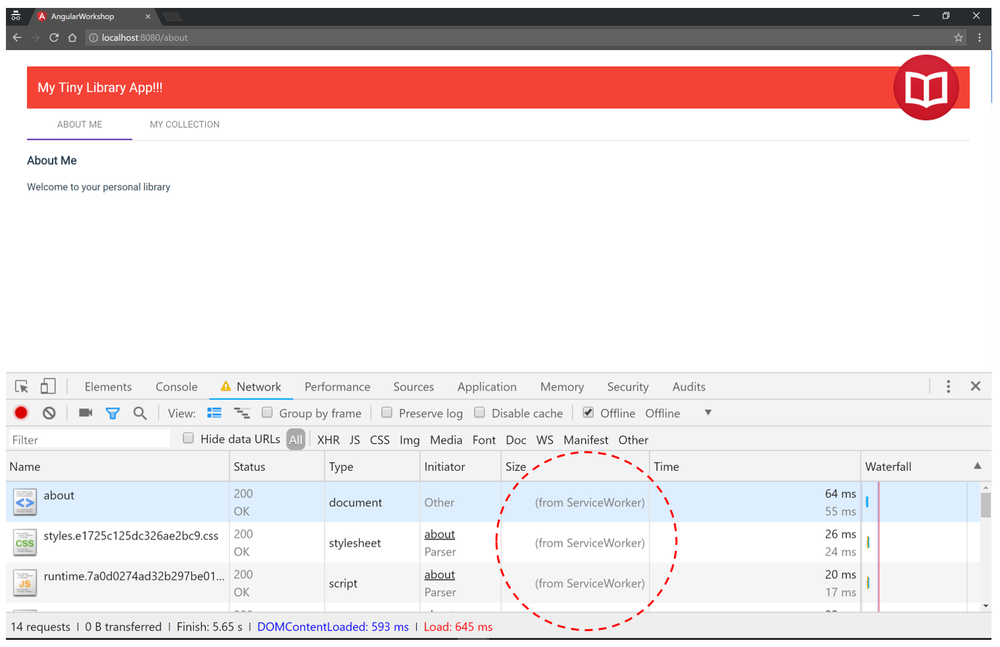 AngularWorkshop
localhost:8080/about
My Tiny Library App!!!
ABOUT ME MY COLLECTION
About Me
Welcome to your personal library
Elements Console Network Performance Sources Application Memory Security Audits
View: Group by frame Preserve log Disable cache Offline Offline
Filter Hide data URLs All XHR JS CSS Img Media Font Doc WS Manifest Other
Name Status Type Initiator Size Time Waterfall
about 200 OK document Other (from ServiceWorker) 64 ms 55 ms
styles.e1725c125dc326ae2bc9.css 200 OK stylesheet about Parser (from ServiceWorker) 26 ms 24 ms
runtime.7a0d0274ad32b297be01... 200 OK script about Parser (from ServiceWorker) 20 ms 17 ms
14 requests | 0 B transferred | Finish: 5.65 s | DOMContentLoaded: 593 ms | Load: 645 ms